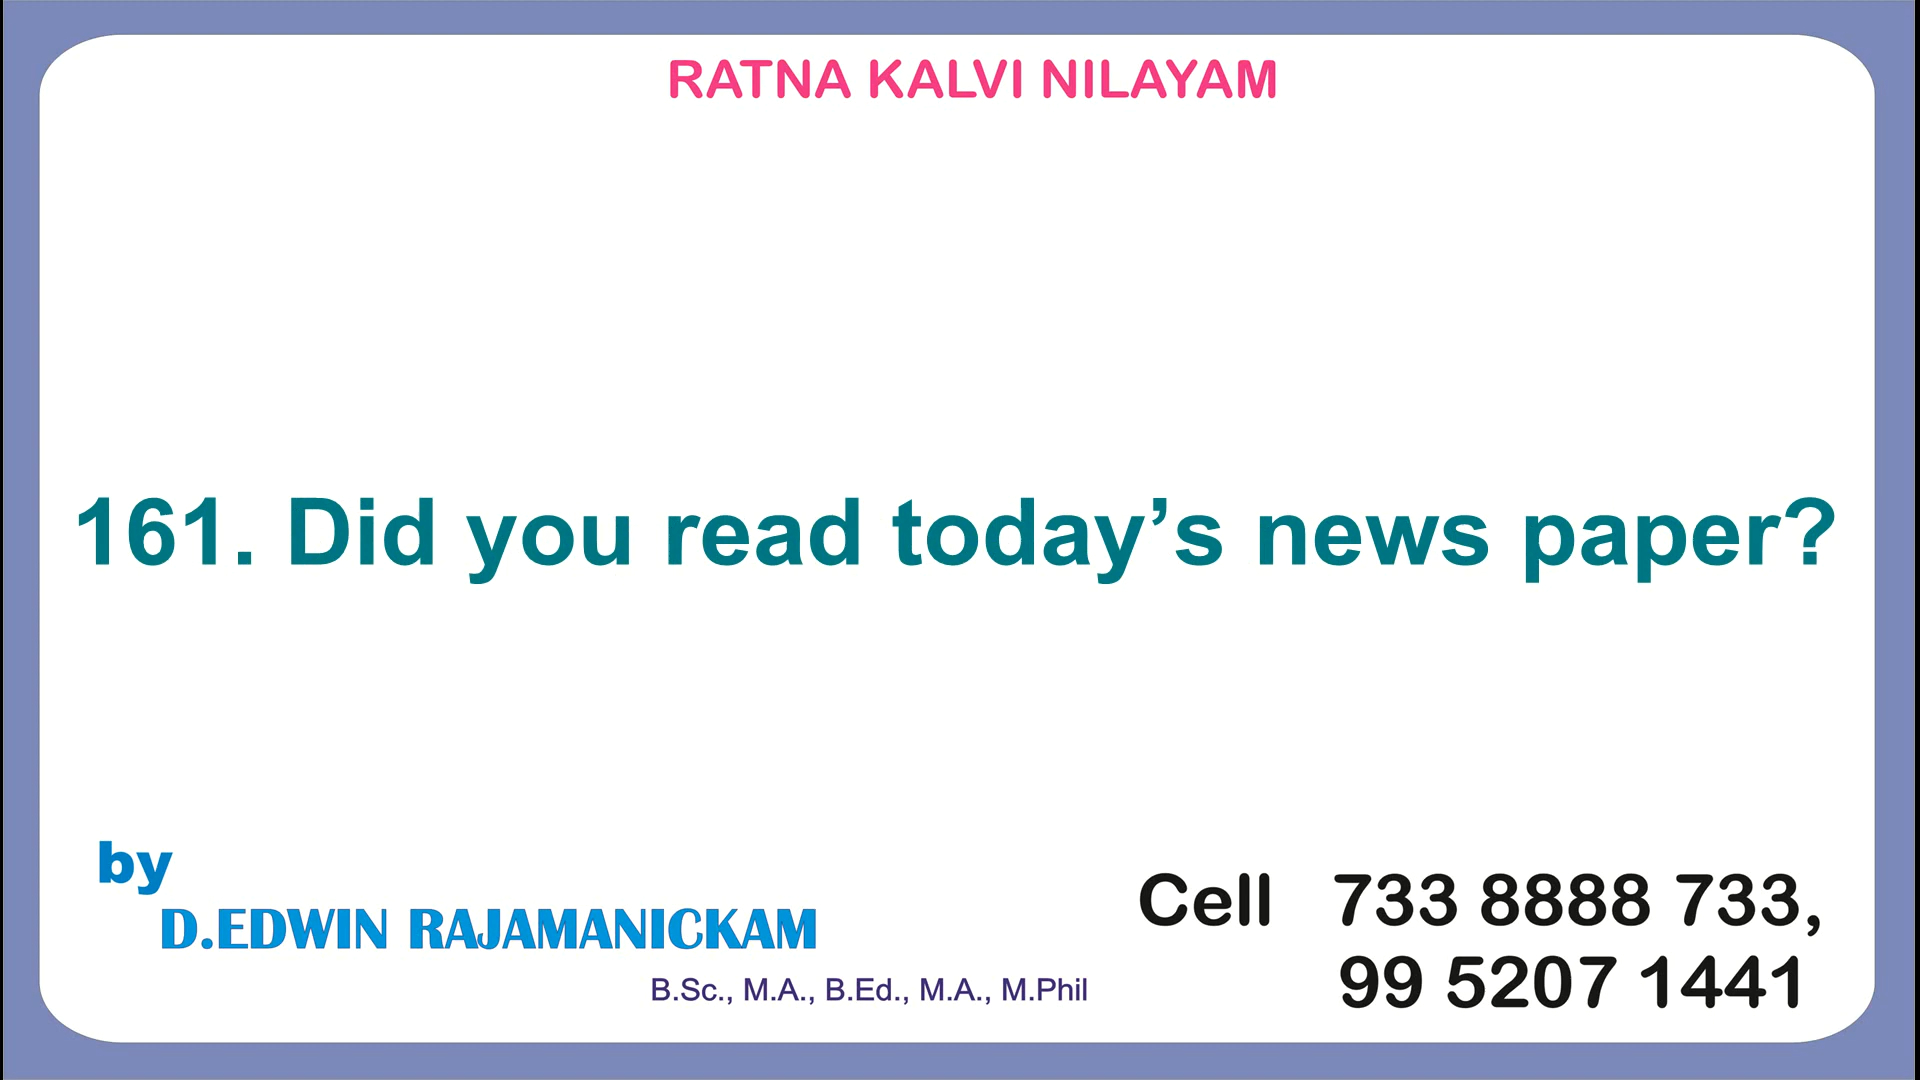 RATNA KALVI NILAYAM
161. Did you read today’s news paper?
by
D.EDWIN RAJAMANICKAM
B.Sc., M.A., B.Ed., M.A., M.Phil
Cell 733 8888 733,
99 5207 1441